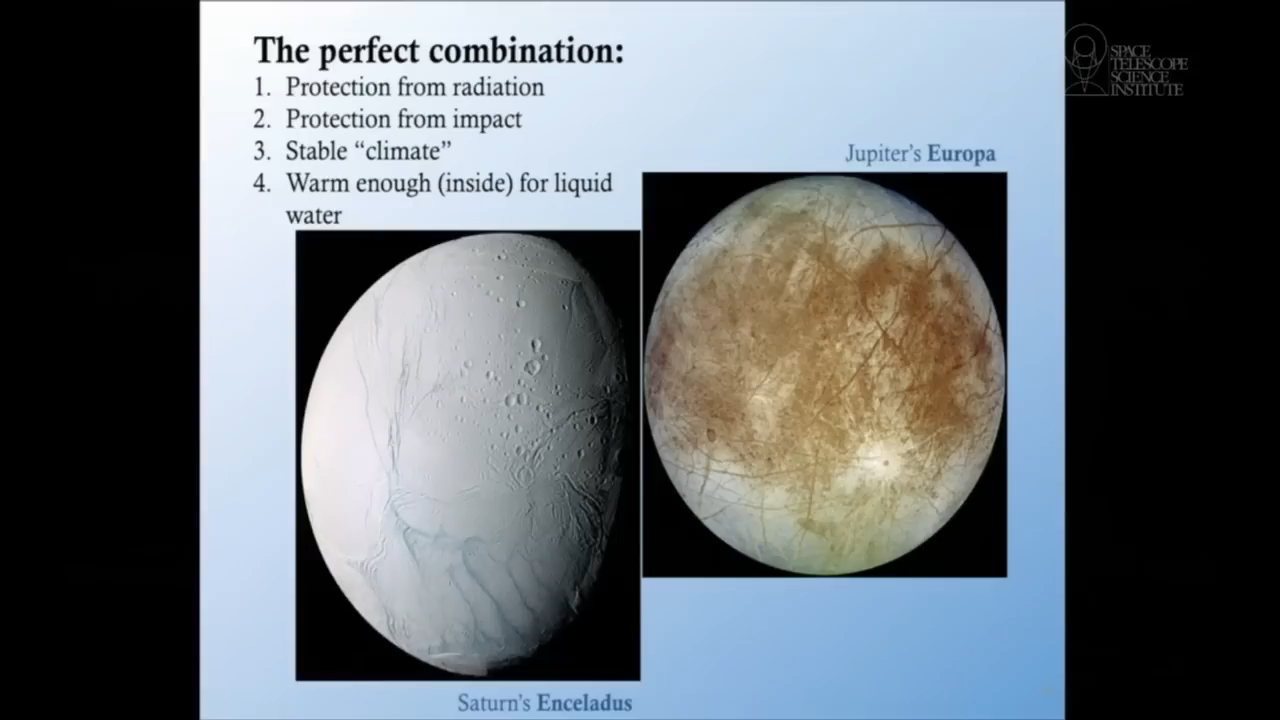 The perfect combination:
1. Protection from radiation
2. Protection from impact
3. Stable “climate”
4. Warm enough (inside) for liquid
water
Jupiter’s Europa
Saturn’s Enceladus
SPACE
TELESCOPE
SCIENCE
INSTITUTE